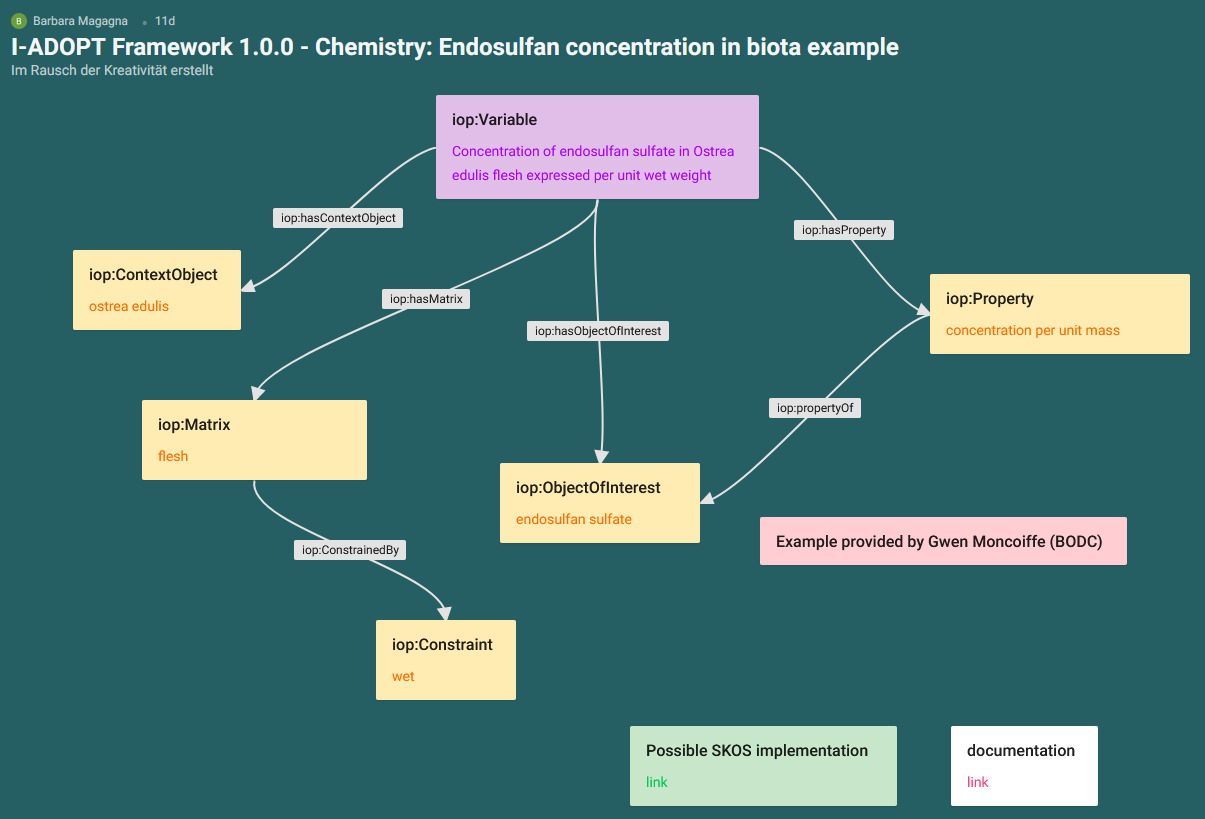 B Barbara Magagna • 11d
I-ADOPT Framework 1.0.0 - Chemistry: Endosulfan concentration in biota example
Im Rausch der Kreativität erstellt
iop:Variable
Concentration of endosulfan sulfate in Ostrea
edulis flesh expressed per unit wet weight
iop:hasContextObject
iop:hasProperty
iop:ContextObject
ostrea edulis
iop:hasMatrix
iop:Property
concentration per unit mass
iop:hasObjectOfInterest
iop:propertyOf
iop:Matrix
flesh
iop:ObjectOfInterest
endosulfan sulfate
Example provided by Gwen Moncoiffe (BODC)
iop:ConstrainedBy
iop:Constraint
wet
Possible SKOS implementation
link
documentation
link